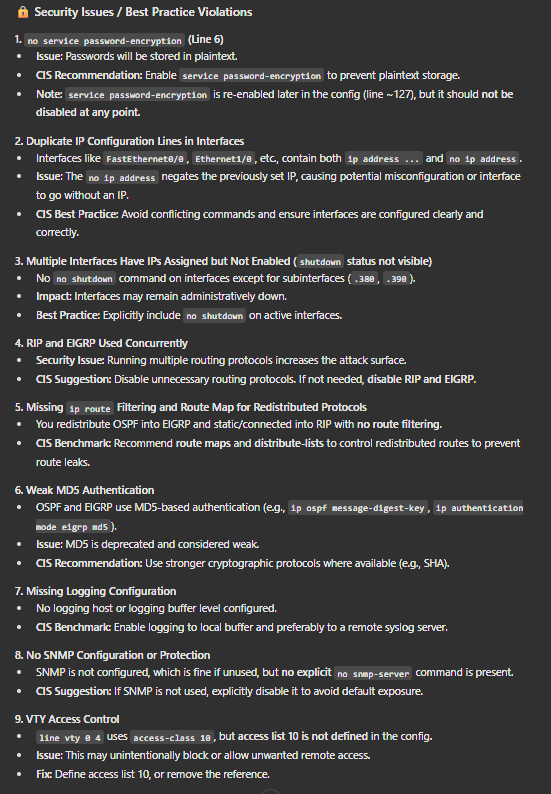 🔒 Security Issues / Best Practice Violations
1. no service password-encryption (Line 6)
• Issue: Passwords will be stored in plaintext.
• CIS Recommendation: Enable service password-encryption to prevent plaintext storage.
• Note: service password-encryption is re-enabled later in the config (line ~127), but it should not be
disabled at any point.
2. Duplicate IP Configuration Lines in Interfaces
• Interfaces like FastEthernet0/0, Ethernet1/0, etc., contain both ip address ... and no ip address.
• Issue: The no ip address negates the previously set IP, causing potential misconfiguration or interface
to go without an IP.
• CIS Best Practice: Avoid conflicting commands and ensure interfaces are configured clearly and
correctly.
3. Multiple Interfaces Have IPs Assigned but Not Enabled (shutdown status not visible)
• No no shutdown command on interfaces except for subinterfaces (.380, .390).
• Impact: Interfaces may remain administratively down.
• Best Practice: Explicitly include no shutdown on active interfaces.
4. RIP and EIGRP Used Concurrently
• Security Issue: Running multiple routing protocols increases the attack surface.
• CIS Suggestion: Disable unnecessary routing protocols. If not needed, disable RIP and EIGRP.
5. Missing ip route Filtering and Route Map for Redistributed Protocols
• You redistribute OSPF into EIGRP and static/connected into RIP with no route filtering.
• CIS Benchmark: Recommend route maps and distribute-lists to control redistributed routes to prevent
route leaks.
6. Weak MD5 Authentication
• OSPF and EIGRP use MD5-based authentication (e.g., ip ospf message-digest-key, ip authentication
mode eigrp md5).
• Issue: MD5 is deprecated and considered weak.
• CIS Recommendation: Use stronger cryptographic protocols where available (e.g., SHA).
7. Missing Logging Configuration
• No logging host or logging buffer level configured.
• CIS Benchmark: Enable logging to local buffer and preferably to a remote syslog server.
8. No SNMP Configuration or Protection
• SNMP is not configured, which is fine if unused, but no explicit no snmp-server command is present.
• CIS Suggestion: If SNMP is not used, explicitly disable it to avoid default exposure.
9. VTY Access Control
• line vty 0 4 uses access-class 10, but access list 10 is not defined in the config.
• Issue: This may unintentionally block or allow unwanted remote access.
• Fix: Define access list 10, or remove the reference.